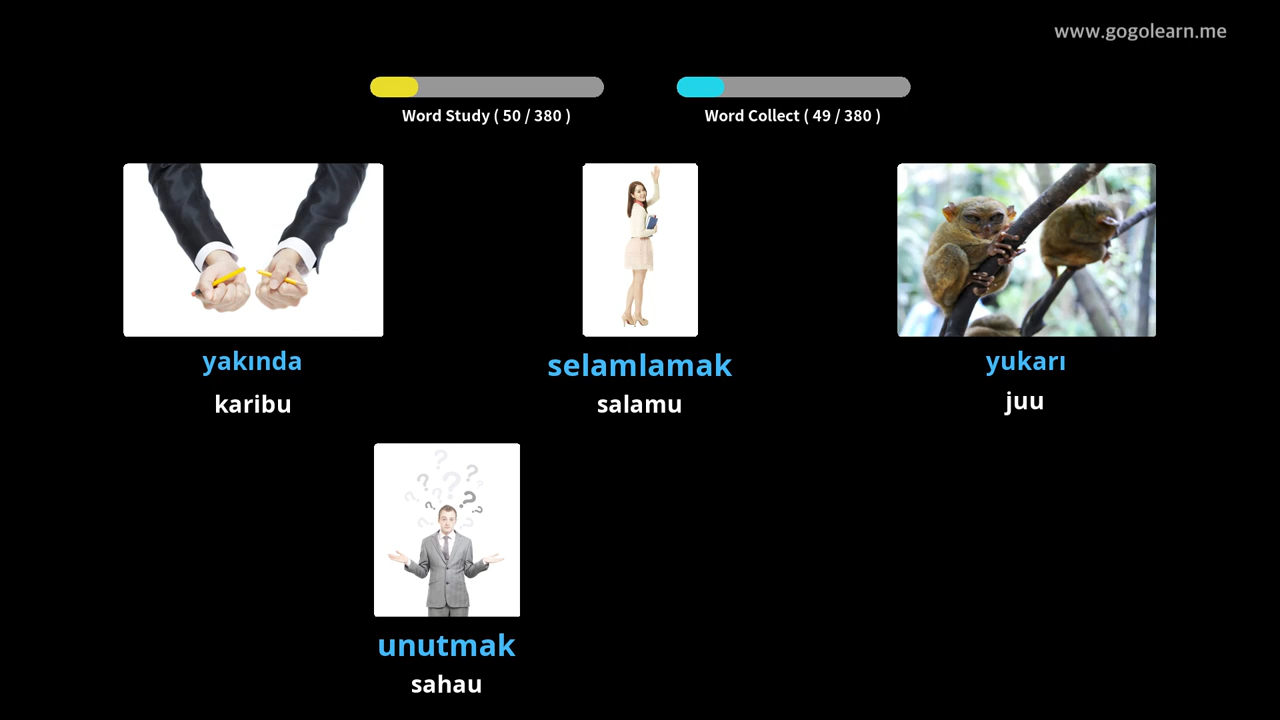 www.gogolearn.me
Word Study ( 50 / 380 )
Word Collect ( 49 / 380 )
yakında
karibu
selamlamak
salamu
yukarı
juu
unutmak
sahau